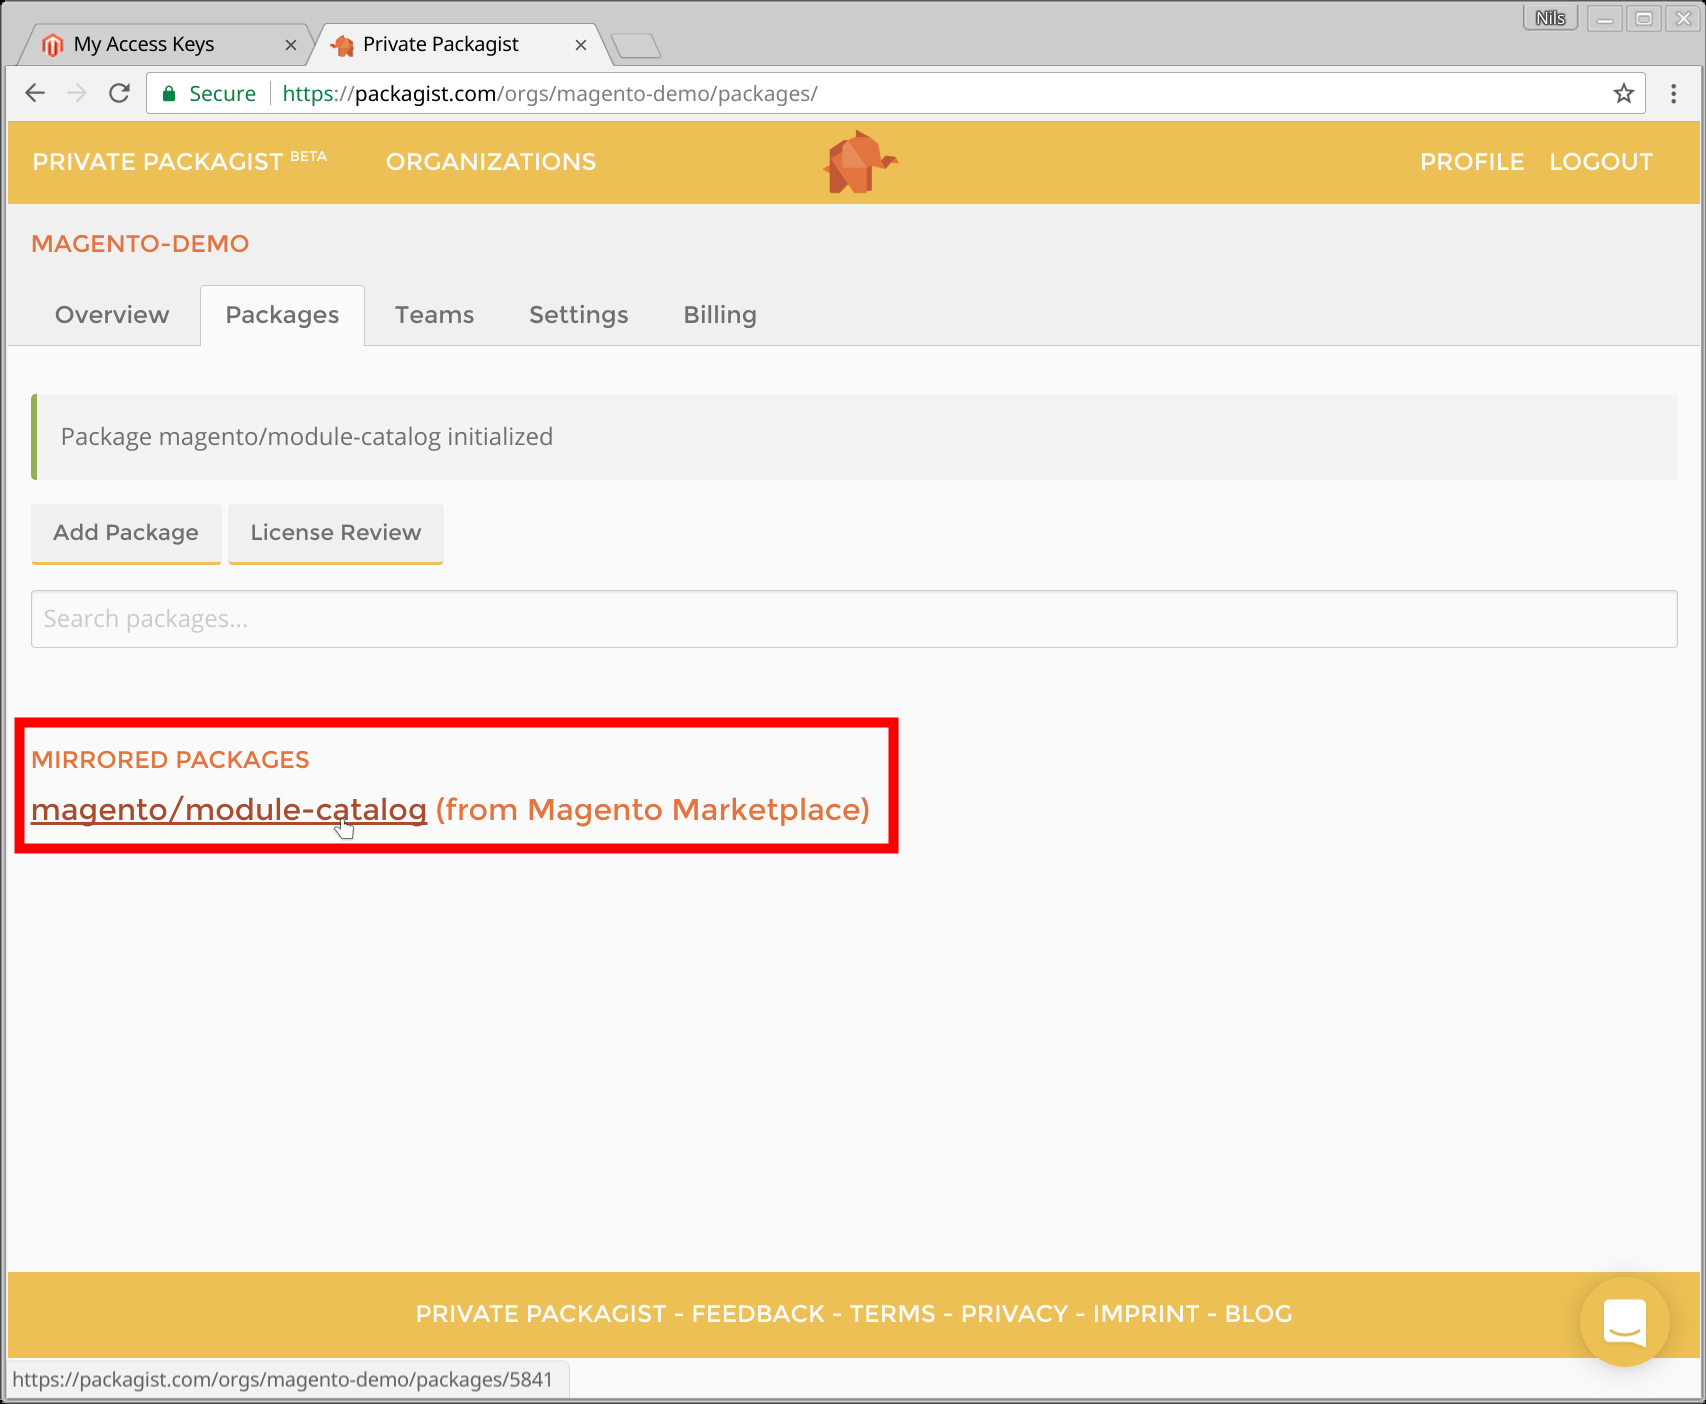 Nils
My Access Keys
Private Packagist
Secure https://packagist.com/orgs/magento-demo/packages/
PRIVATE PACKAGIST BETA ORGANIZATIONS PROFILE LOGOUT
MAGENTO-DEMO
Overview Packages Teams Settings Billing
Package magento/module-catalog initialized
Add Package License Review
Search packages...
MIRRORED PACKAGES
magento/module-catalog (from Magento Marketplace)
PRIVATE PACKAGIST - FEEDBACK - TERMS - PRIVACY - IMPRINT - BLOG
https://packagist.com/orgs/magento-demo/packages/5841